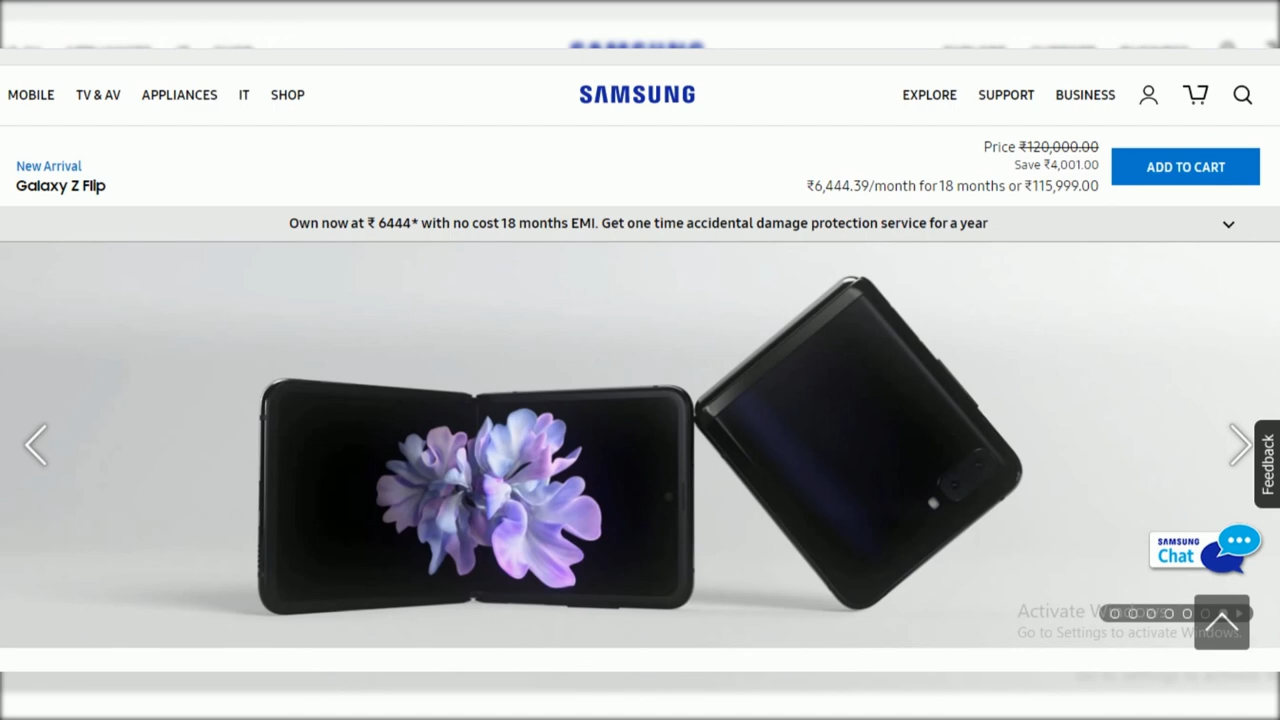 MOBILE TV & AV APPLIANCES IT SHOP SAMSUNG EXPLORE SUPPORT BUSINESS
New Arrival
Galaxy Z Flip
Price ₹120,000.00
Save ₹4,001.00
₹6,444.39/month for 18 months or ₹115,999.00
ADD TO CART
Own now at ₹ 6444* with no cost 18 months EMI. Get one time accidental damage protection service for a year
Feedback
SAMSUNG
Chat
Activate Windows
Go to Settings to activate Windows.